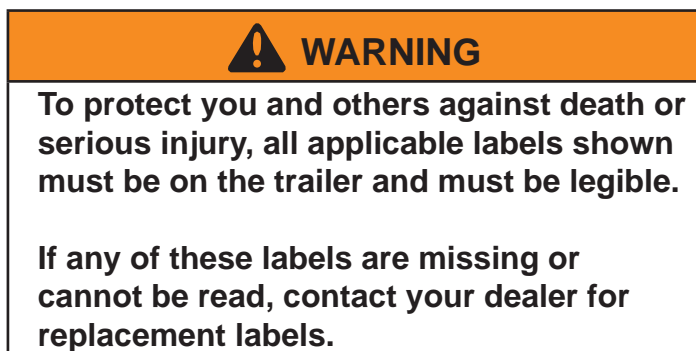 WARNING
To protect you and others against death or
serious injury, all applicable labels shown
must be on the trailer and must be legible.
If any of these labels are missing or
cannot be read, contact your dealer for
replacement labels.